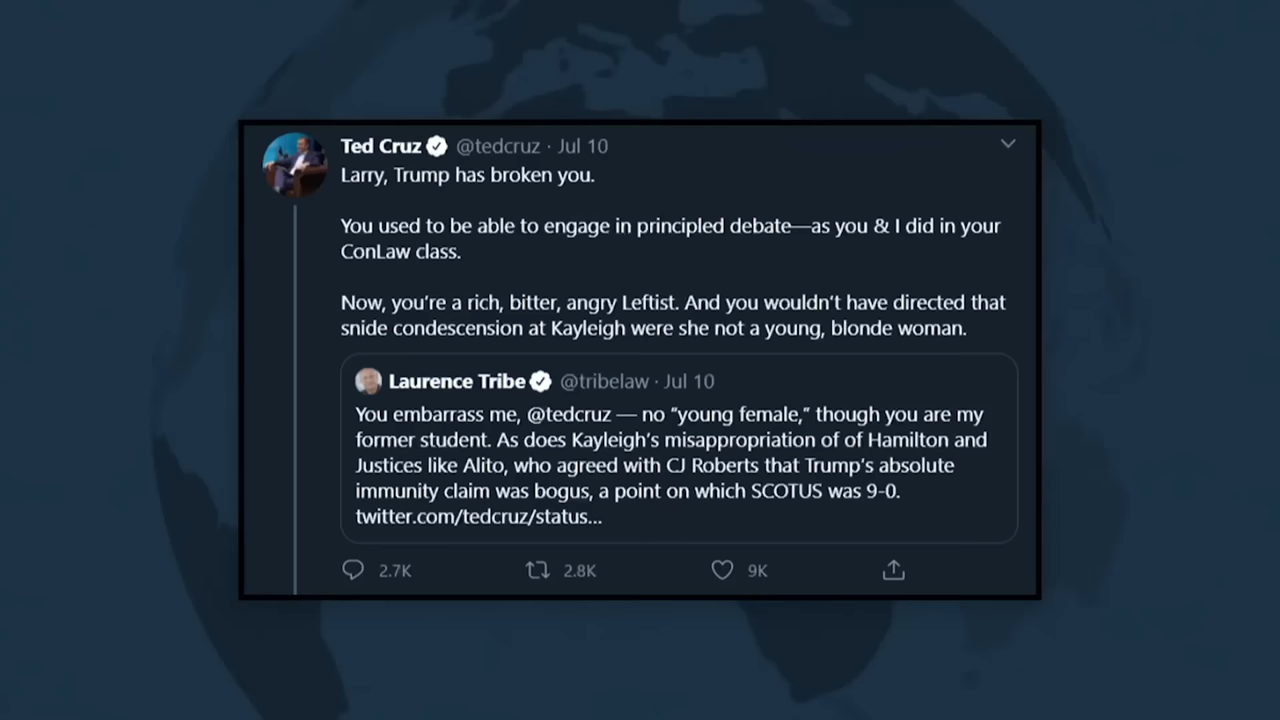 Ted Cruz @tedcruz · Jul 10
Larry, Trump has broken you.
You used to be able to engage in principled debate—as you & I did in your
ConLaw class.
Now, you're a rich, bitter, angry Leftist. And you wouldn't have directed that
snide condescension at Kayleigh were she not a young, blonde woman.
Laurence Tribe @tribelaw · Jul 10
You embarrass me, @tedcruz — no "young female," though you are my
former student. As does Kayleigh's misappropriation of of Hamilton and
Justices like Alito, who agreed with CJ Roberts that Trump's absolute
immunity claim was bogus, a point on which SCOTUS was 9-0.
twitter.com/tedcruz/status...
2.7K 2.8K 9K